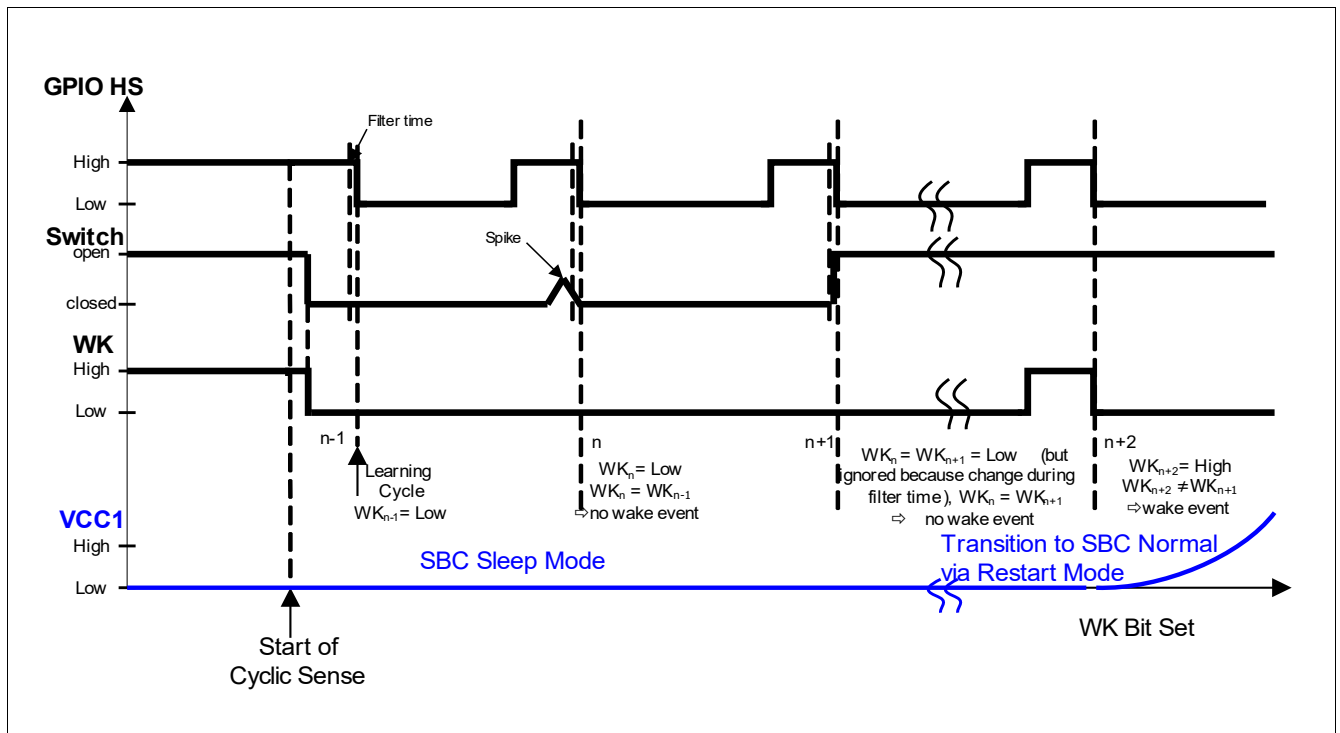 GPIO HS
Filter time
High
Low
Switch
open
Spike
closed
WK
High
Low
n-1
n
n+1
n+2
Learning
Cycle
WKn-1= Low
WKn = Low
WKn = WKn-1
⇨no wake event
WKn = WKn+1 = Low (but
ignored because change during
filter time), WKn = WKn+1
⇨ no wake event
WKn+2= High
WKn+2 ≠WKn+1
⇨wake event
VCC1
High
Low
SBC Sleep Mode
Transition to SBC Normal
via Restart Mode
Start of
Cyclic Sense
WK Bit Set